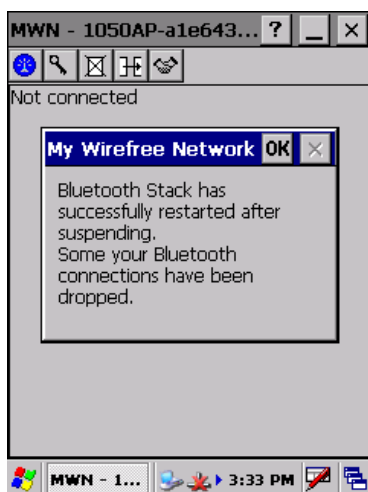 MWN - 1050AP-a1e643... ? _ ×
Not connected
My Wirefree Network OK ×
Bluetooth Stack has
successfully restarted after
suspending.
Some your Bluetooth
connections have been
dropped.
MWN - 1... 3:33 PM